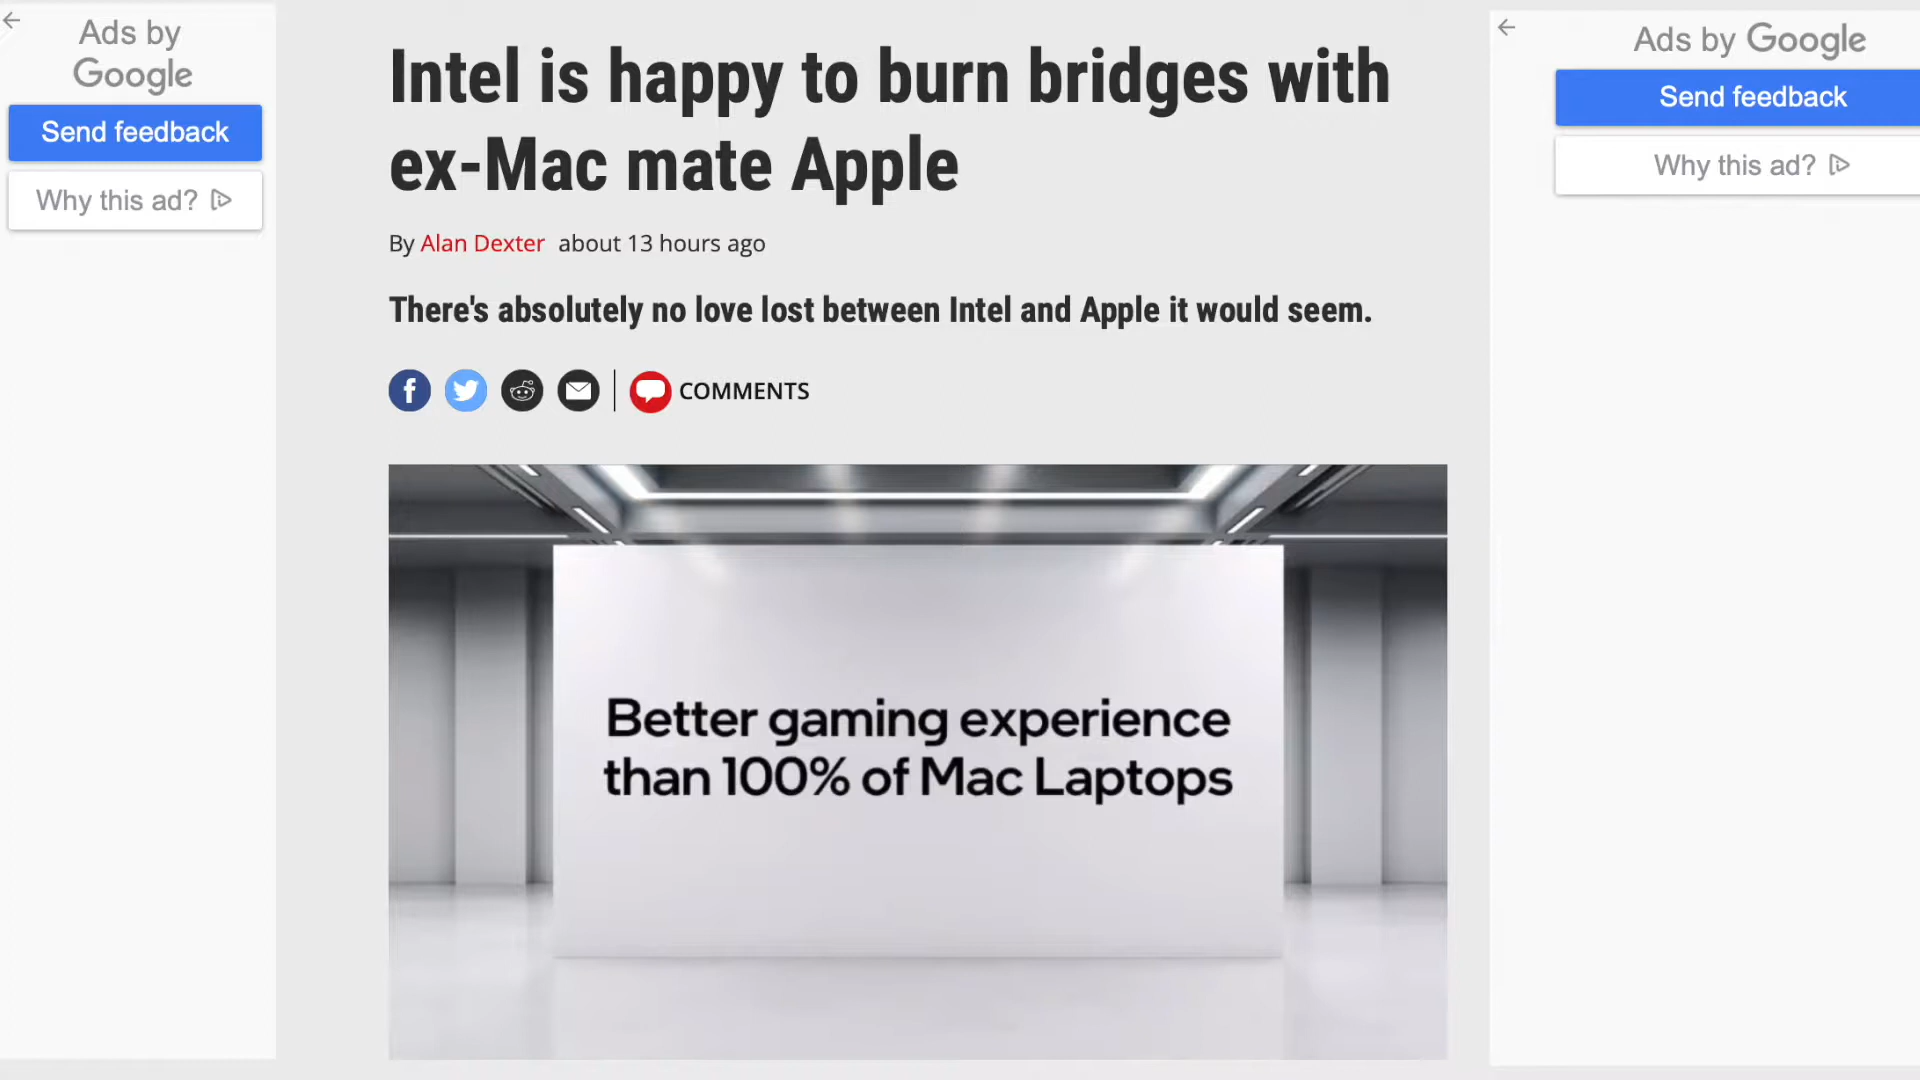 Ads by
Google
Send feedback
Why this ad?
Intel is happy to burn bridges with
ex-Mac mate Apple
By Alan Dexter about 13 hours ago
There's absolutely no love lost between Intel and Apple it would seem.
COMMENTS
Better gaming experience
than 100% of Mac Laptops
Ads by Google
Send feedback
Why this ad?